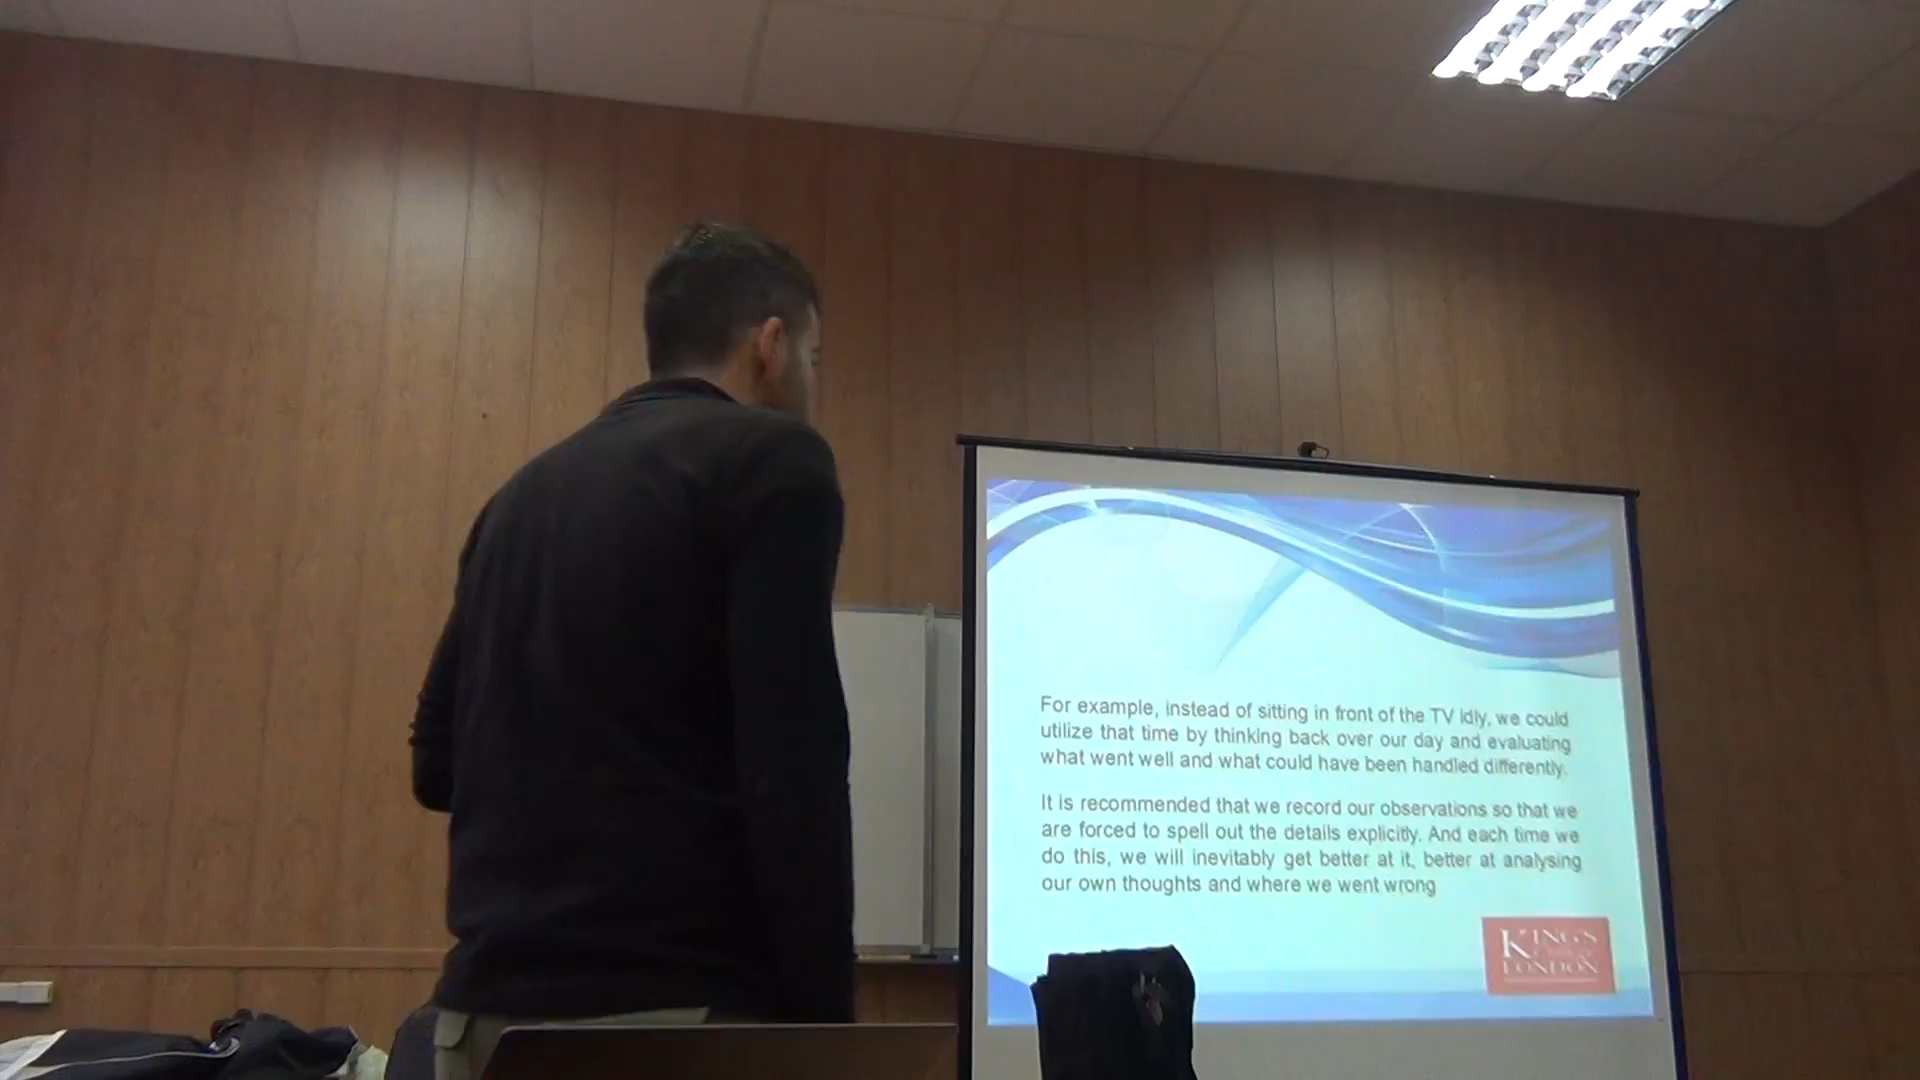 For example, instead of sitting in front of the TV idly, we could
utilize that time by thinking back over our day and evaluating
what went well and what could have been handled differently.
It is recommended that we record our observations so that we
are forced to spell out the details explicitly. And each time we
do this, we will inevitably get better at it, better at analysing
our own thoughts and where we went wrong
KING'S
LONDON